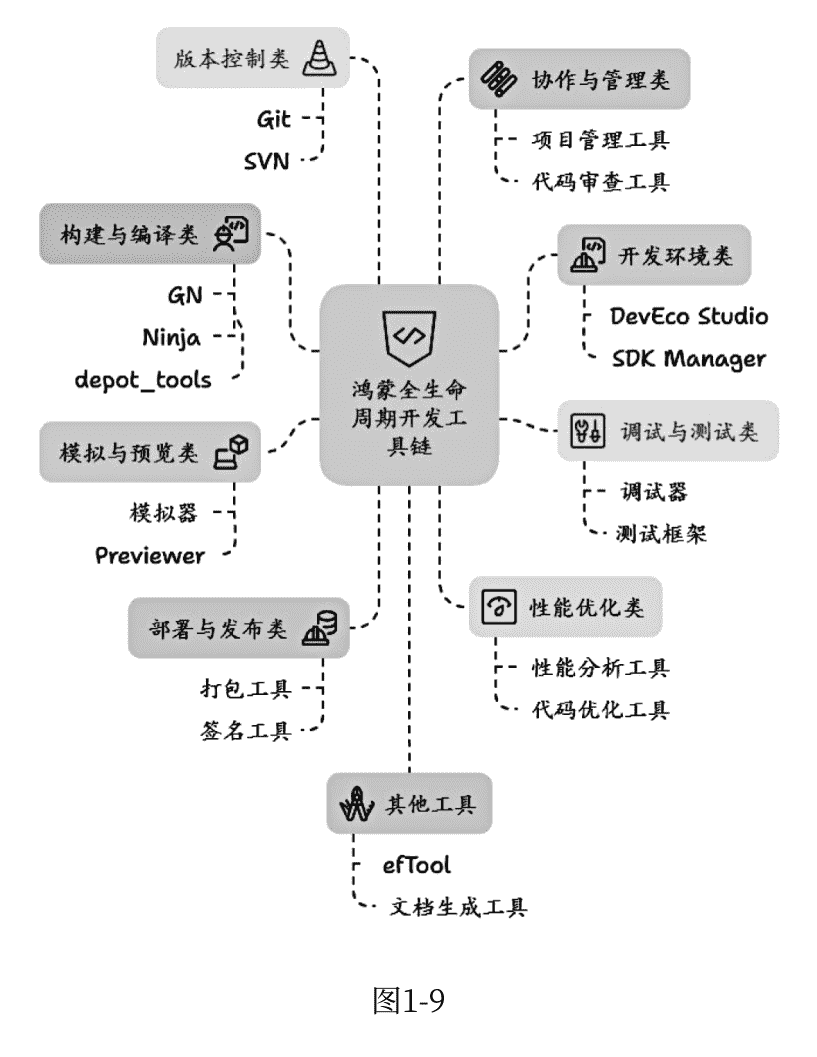 版本控制类
Git
SVN
协作与管理类
项目管理工具
代码审查工具
构建与编译类
GN
Ninja
depot_tools
开发环境类
DevEco Studio
SDK Manager
鸿蒙全生命
周期开发工
具链
模拟与预览类
模拟器
Previewer
调试与测试类
调试器
测试框架
部署与发布类
打包工具
签名工具
性能优化类
性能分析工具
代码优化工具
其他工具
efTool
文档生成工具
图1-9